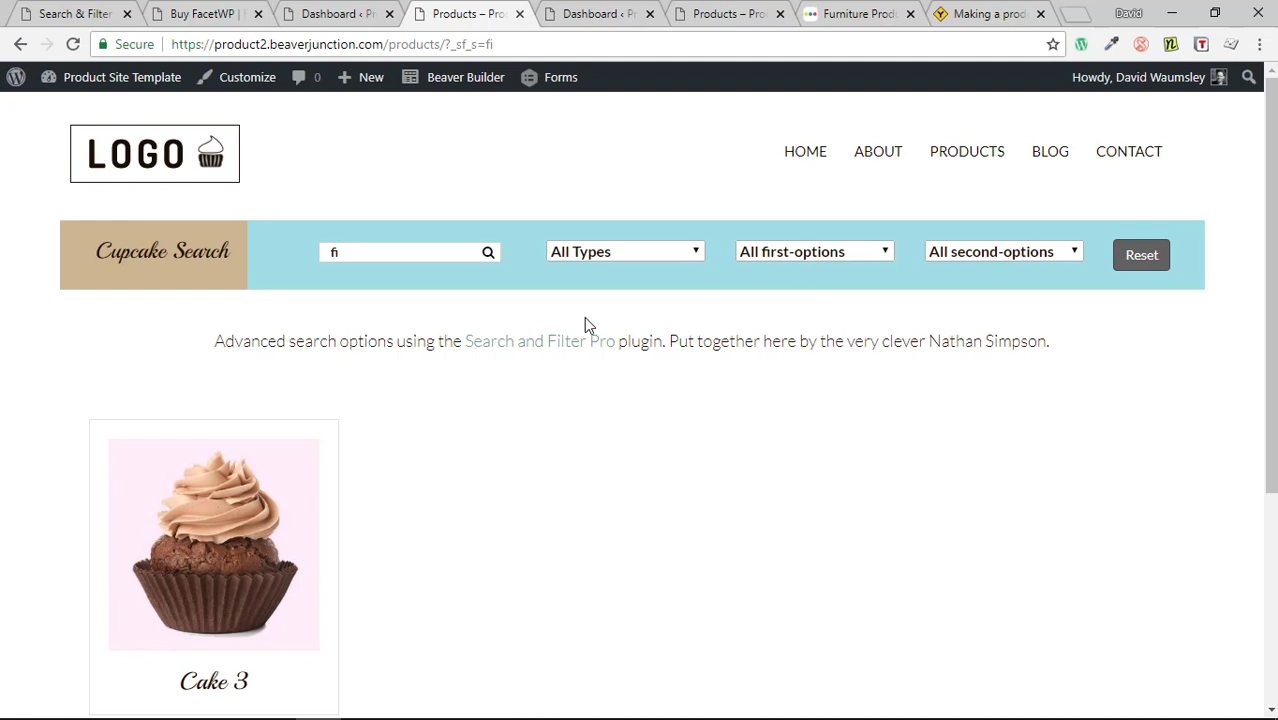 Search & Filter
Buy FacetWP |
Dashboard ‹ P
Products – Pro
Dashboard ‹ P
Products – Pro
Furniture Prod
Making a prod
David
Secure
https://product2.beaverjunction.com/products/?_sf_s=fi
Product Site Template
Customize
0
New
Beaver Builder
Forms
Howdy, David Waumsley
LOGO
HOME
ABOUT
PRODUCTS
BLOG
CONTACT
Cupcake Search
fi
All Types
All first-options
All second-options
Reset
Advanced search options using the Search and Filter Pro plugin. Put together here by the very clever Nathan Simpson.
Cake 3